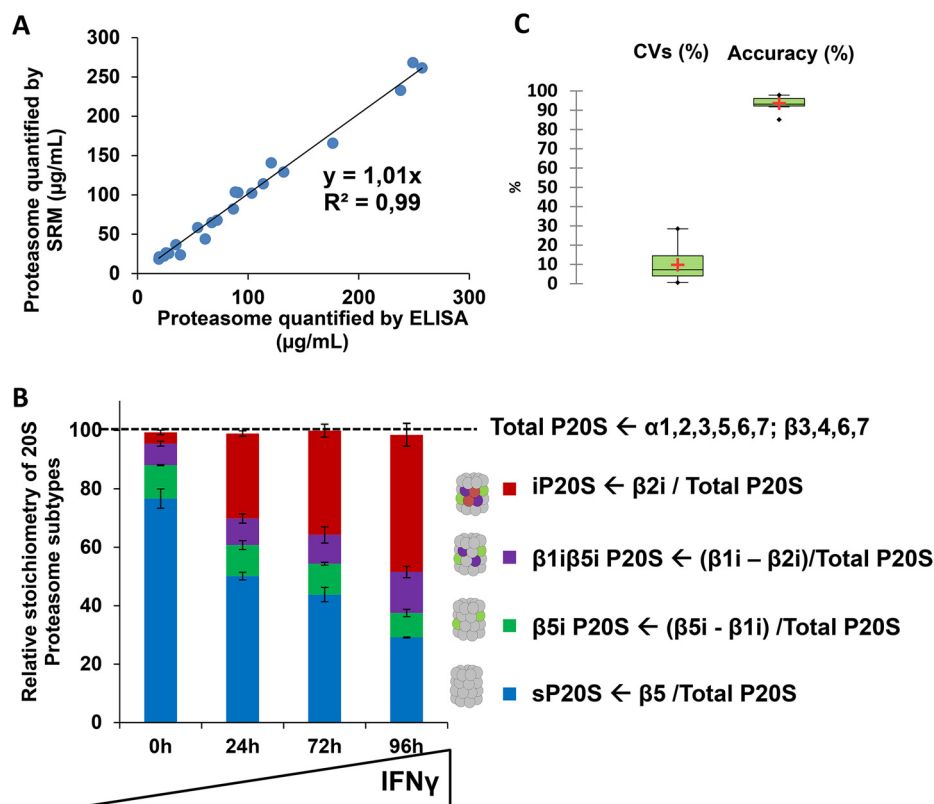 A
300
250
200
150
100
50
0
0
100
200
300
Proteasome quantified by
SRM (µg/mL)
y = 1,01x
R² = 0,99
Proteasome quantified by ELISA
(µg/mL)
C
CVs (%)
Accuracy (%)
100
90
80
70
60
50
40
30
20
10
0
%
B
Relative stoichiometry of 20S
Proteasome subtypes
100
80
60
40
20
0
0h
24h
72h
96h
IFNγ
Total P20S ← α1,2,3,5,6,7; β3,4,6,7
iP20S ← β2i / Total P20S
β1iβ5i P20S ← (β1i – β2i)/Total P20S
β5i P20S ← (β5i - β1i) /Total P20S
sP20S ← β5 /Total P20S